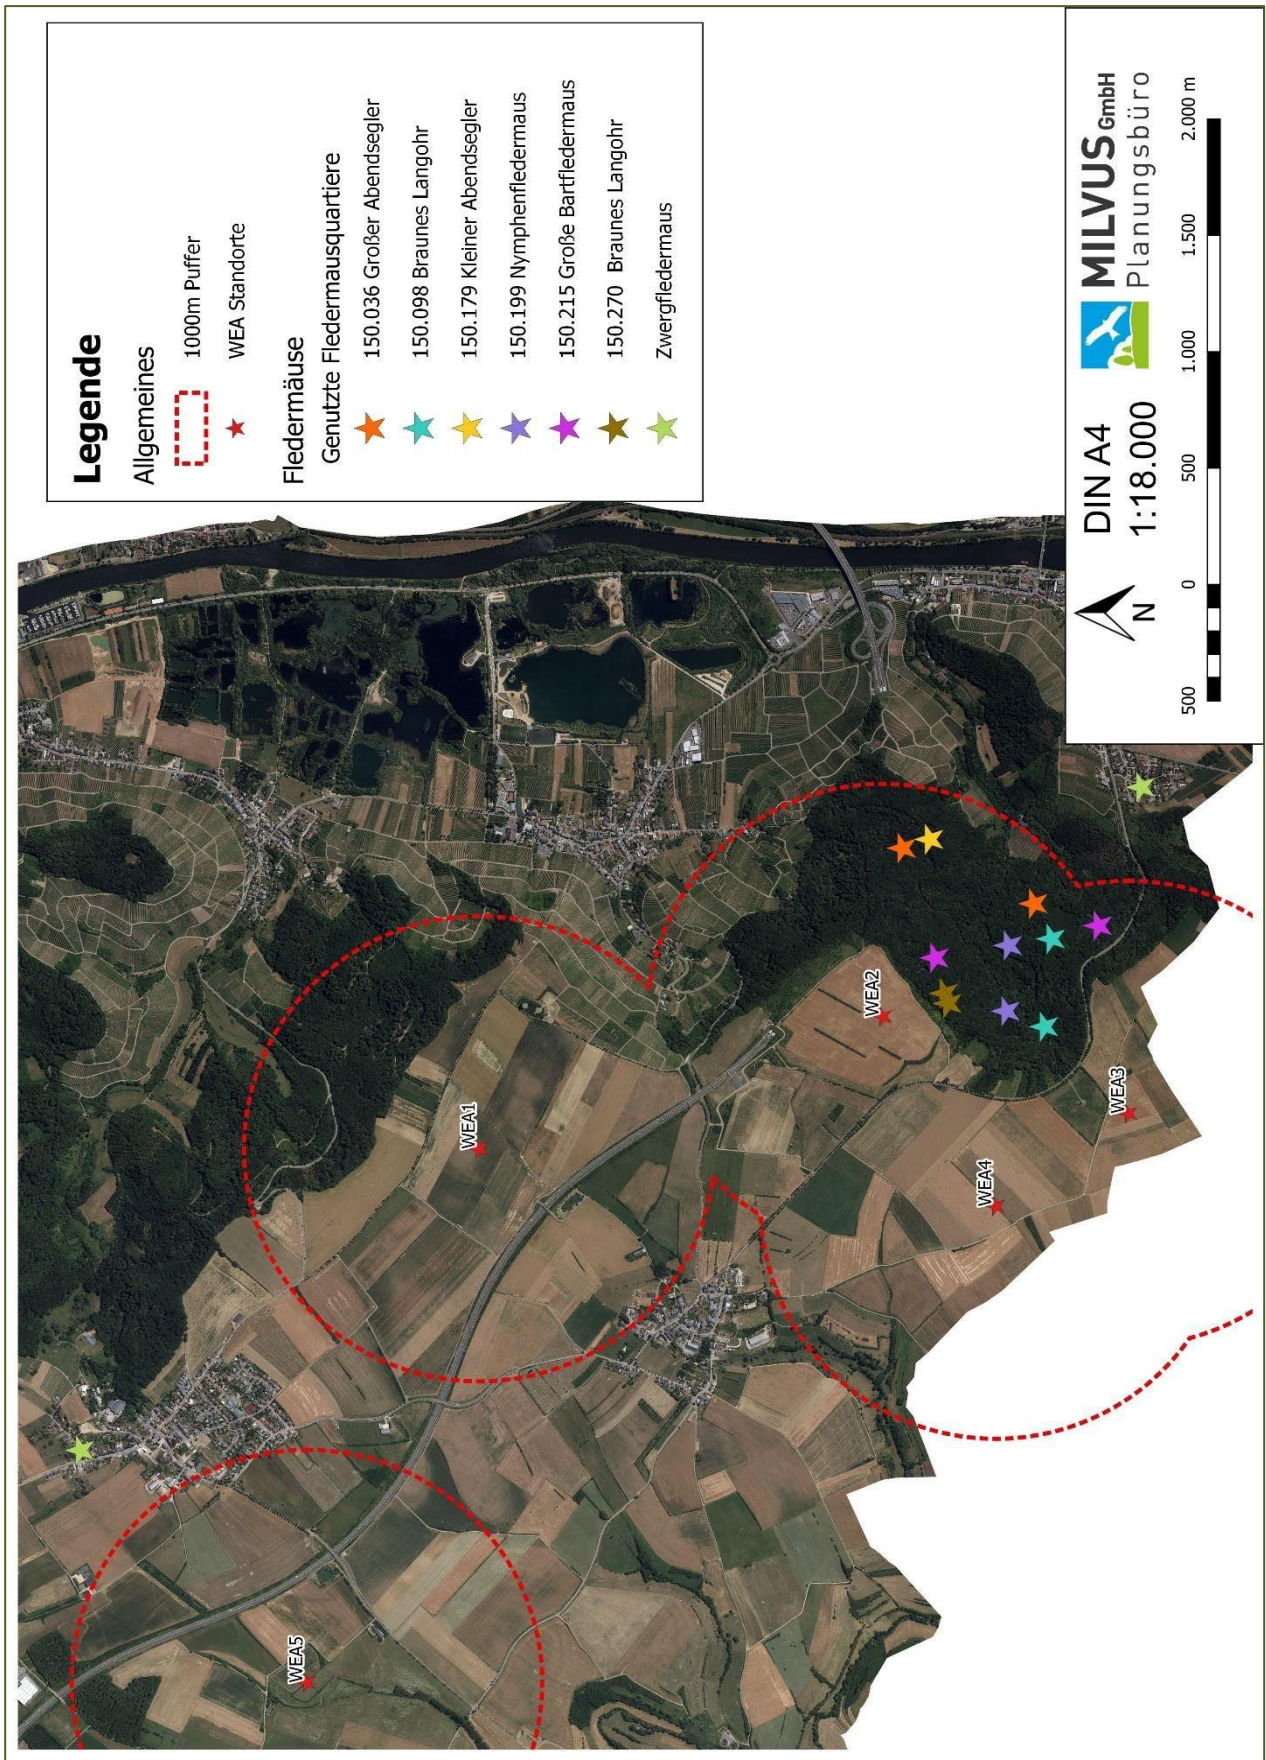 Legende
Allgemeines
1000m Puffer
WEA Standorte
Fledermäuse
Genutzte Fledermausquartiere
150.036 Großer Abendsegler
150.098 Braunes Langohr
150.179 Kleiner Abendsegler
150.199 Nymphenfledermaus
150.215 Große Bartfledermaus
150.270 Braunes Langohr
Zwergfledermaus
WEA5
WEA1
WEA4
WEA3
WEA2
N
DIN A4
1:18.000
MILVUS GmbH
Planungsbüro
500 0 500 1.000 1.500 2.000 m